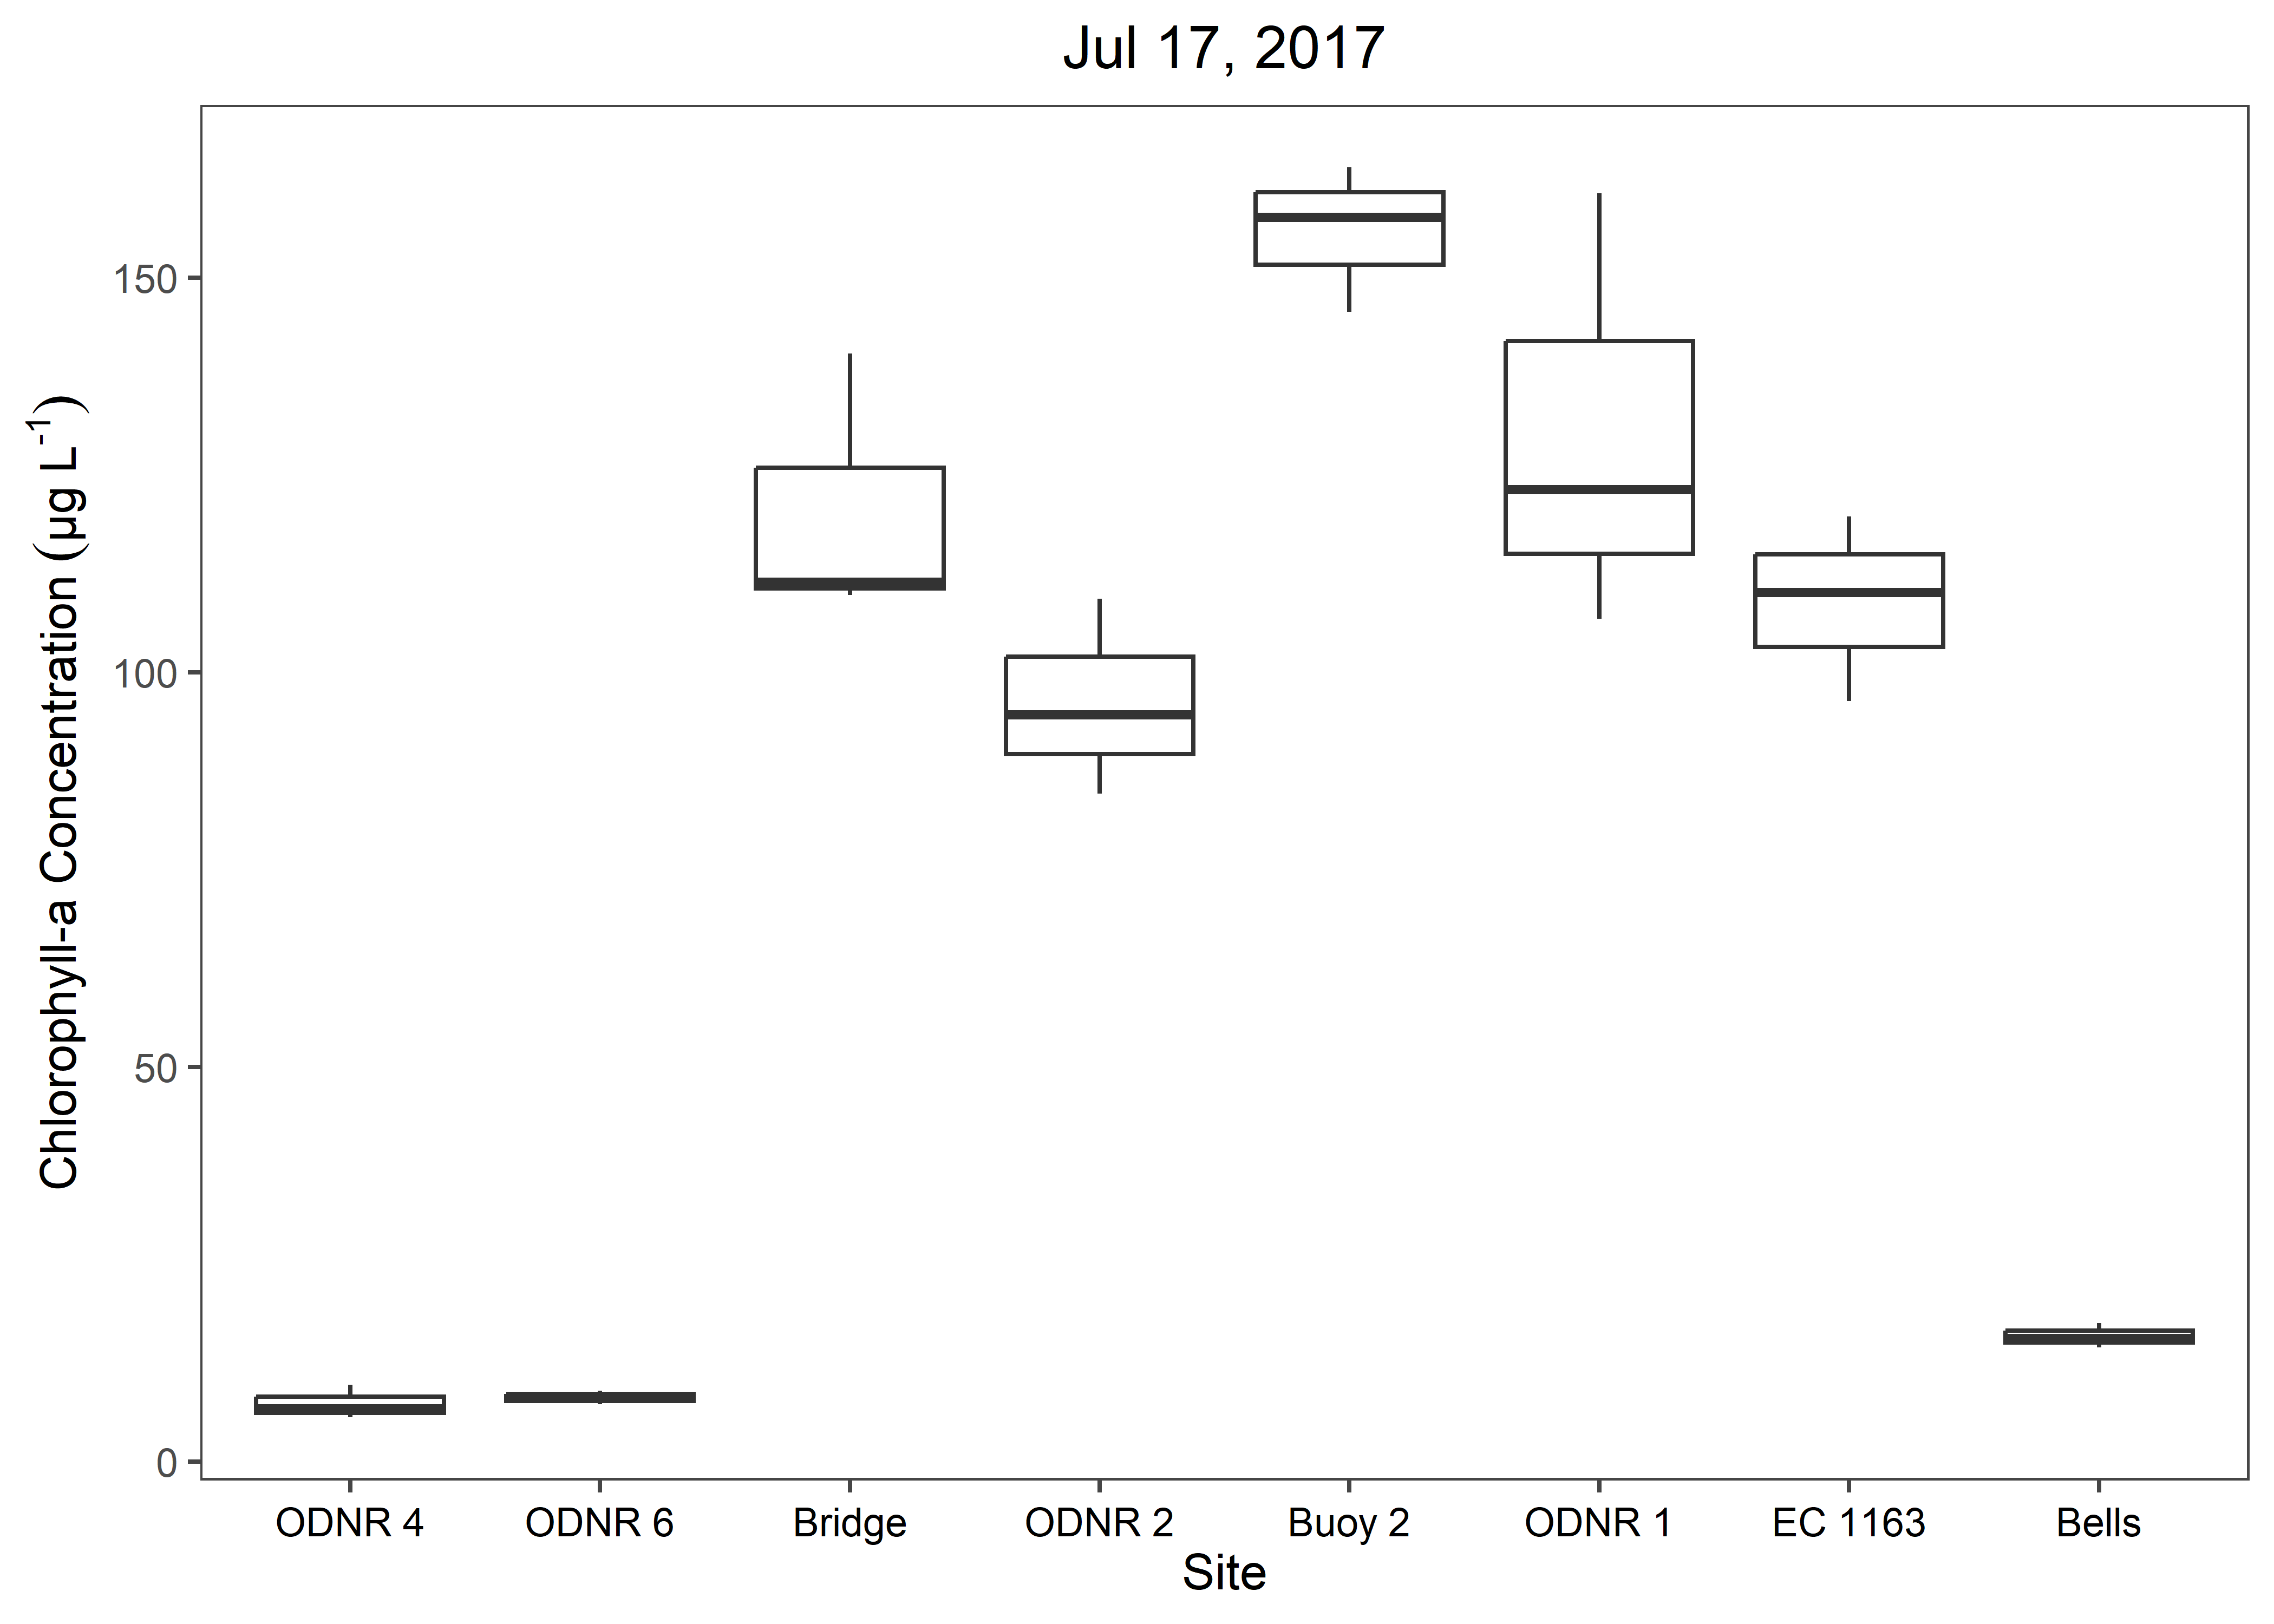 Jul 17, 2017
Chlorophyll-a Concentration (µg L⁻¹)
150
100
50
0
ODNR 4 ODNR 6 Bridge ODNR 2 Buoy 2 ODNR 1 EC 1163 Bells
Site